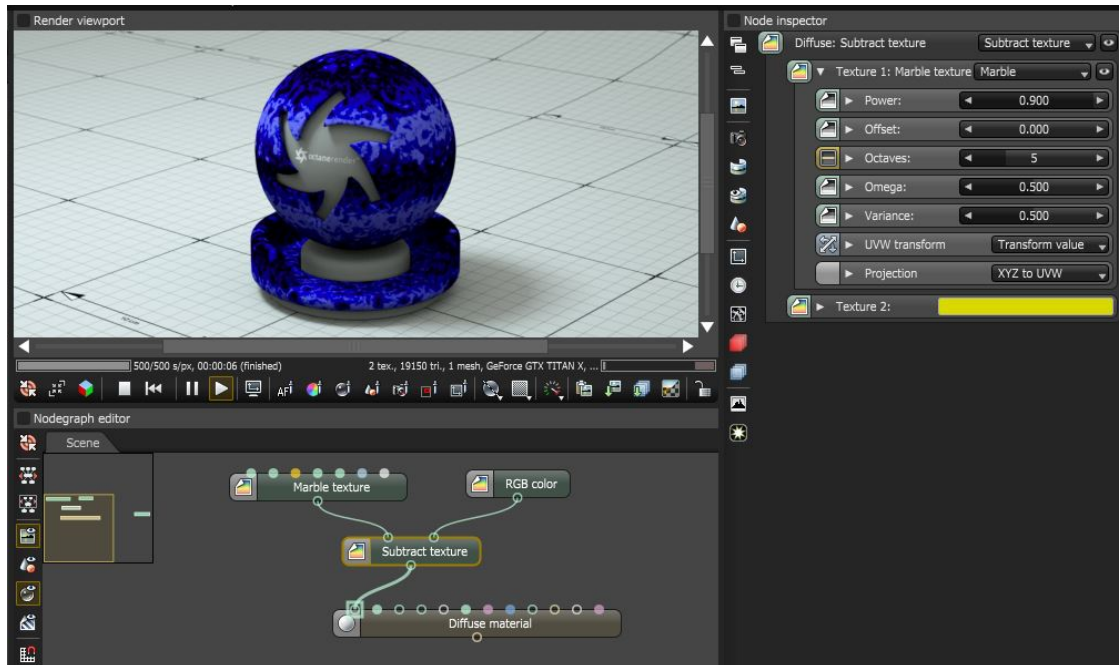 Render viewport
octanerender
500/500 s/px, 00:00:06 (finished)
2 tex., 19150 tri., 1 mesh, GeForce GTX TITAN X, ...
AF
Nodegraph editor
Scene
Marble texture
RGB color
Subtract texture
Diffuse material
Node inspector
Diffuse: Subtract texture
Subtract texture
Texture 1: Marble texture
Marble
Power:
0.900
Offset:
0.000
Octaves:
5
Omega:
0.500
Variance:
0.500
UVW transform
Transform value
Projection
XYZ to UVW
Texture 2: